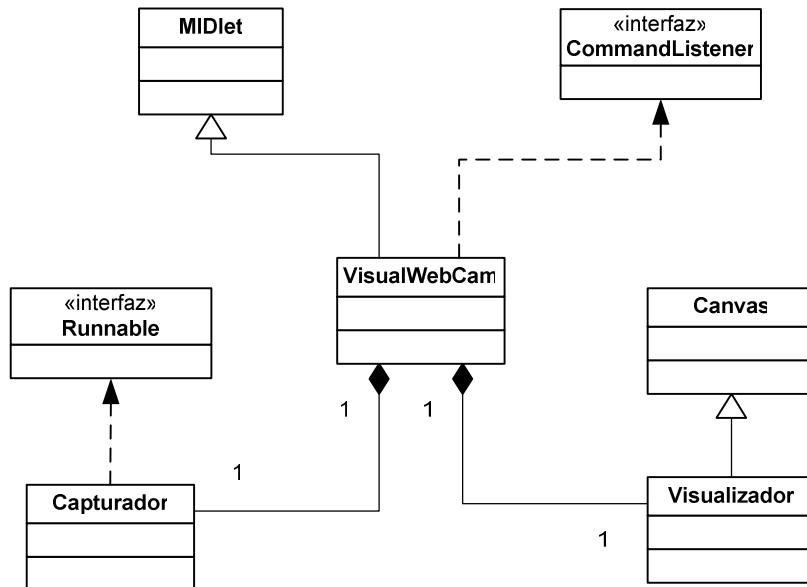 MIDlet
«interfaz»
CommandListener
VisualWebCam
«interfaz»
Runnable
Canvas
1
1
1
Capturador
Visualizador
1